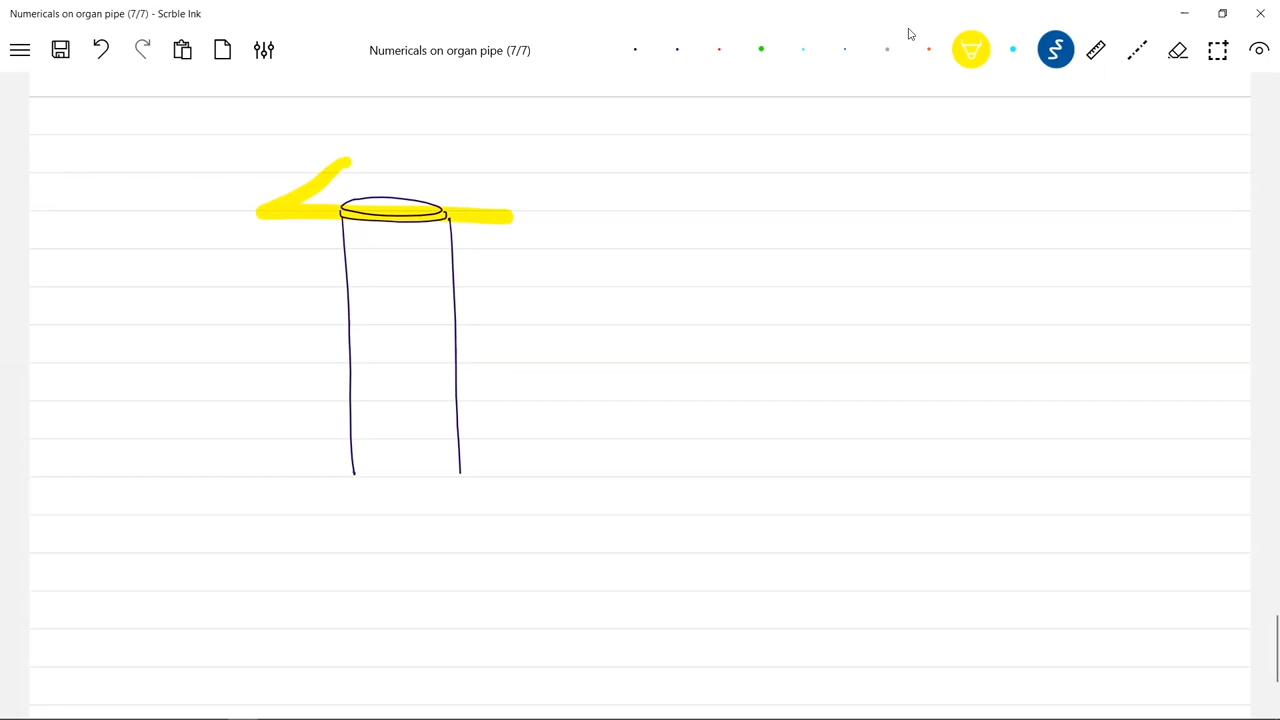 Numericals on organ pipe (7/7) - Scrble Ink
Numericals on organ pipe (7/7)